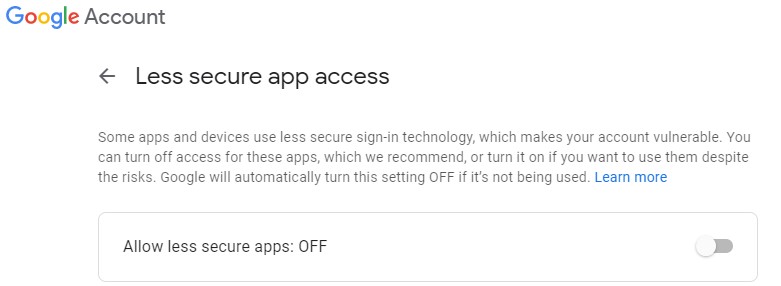 Google Account
← Less secure app access
Some apps and devices use less secure sign-in technology, which makes your account vulnerable. You
can turn off access for these apps, which we recommend, or turn it on if you want to use them despite
the risks. Google will automatically turn this setting OFF if it's not being used. Learn more
Allow less secure apps: OFF